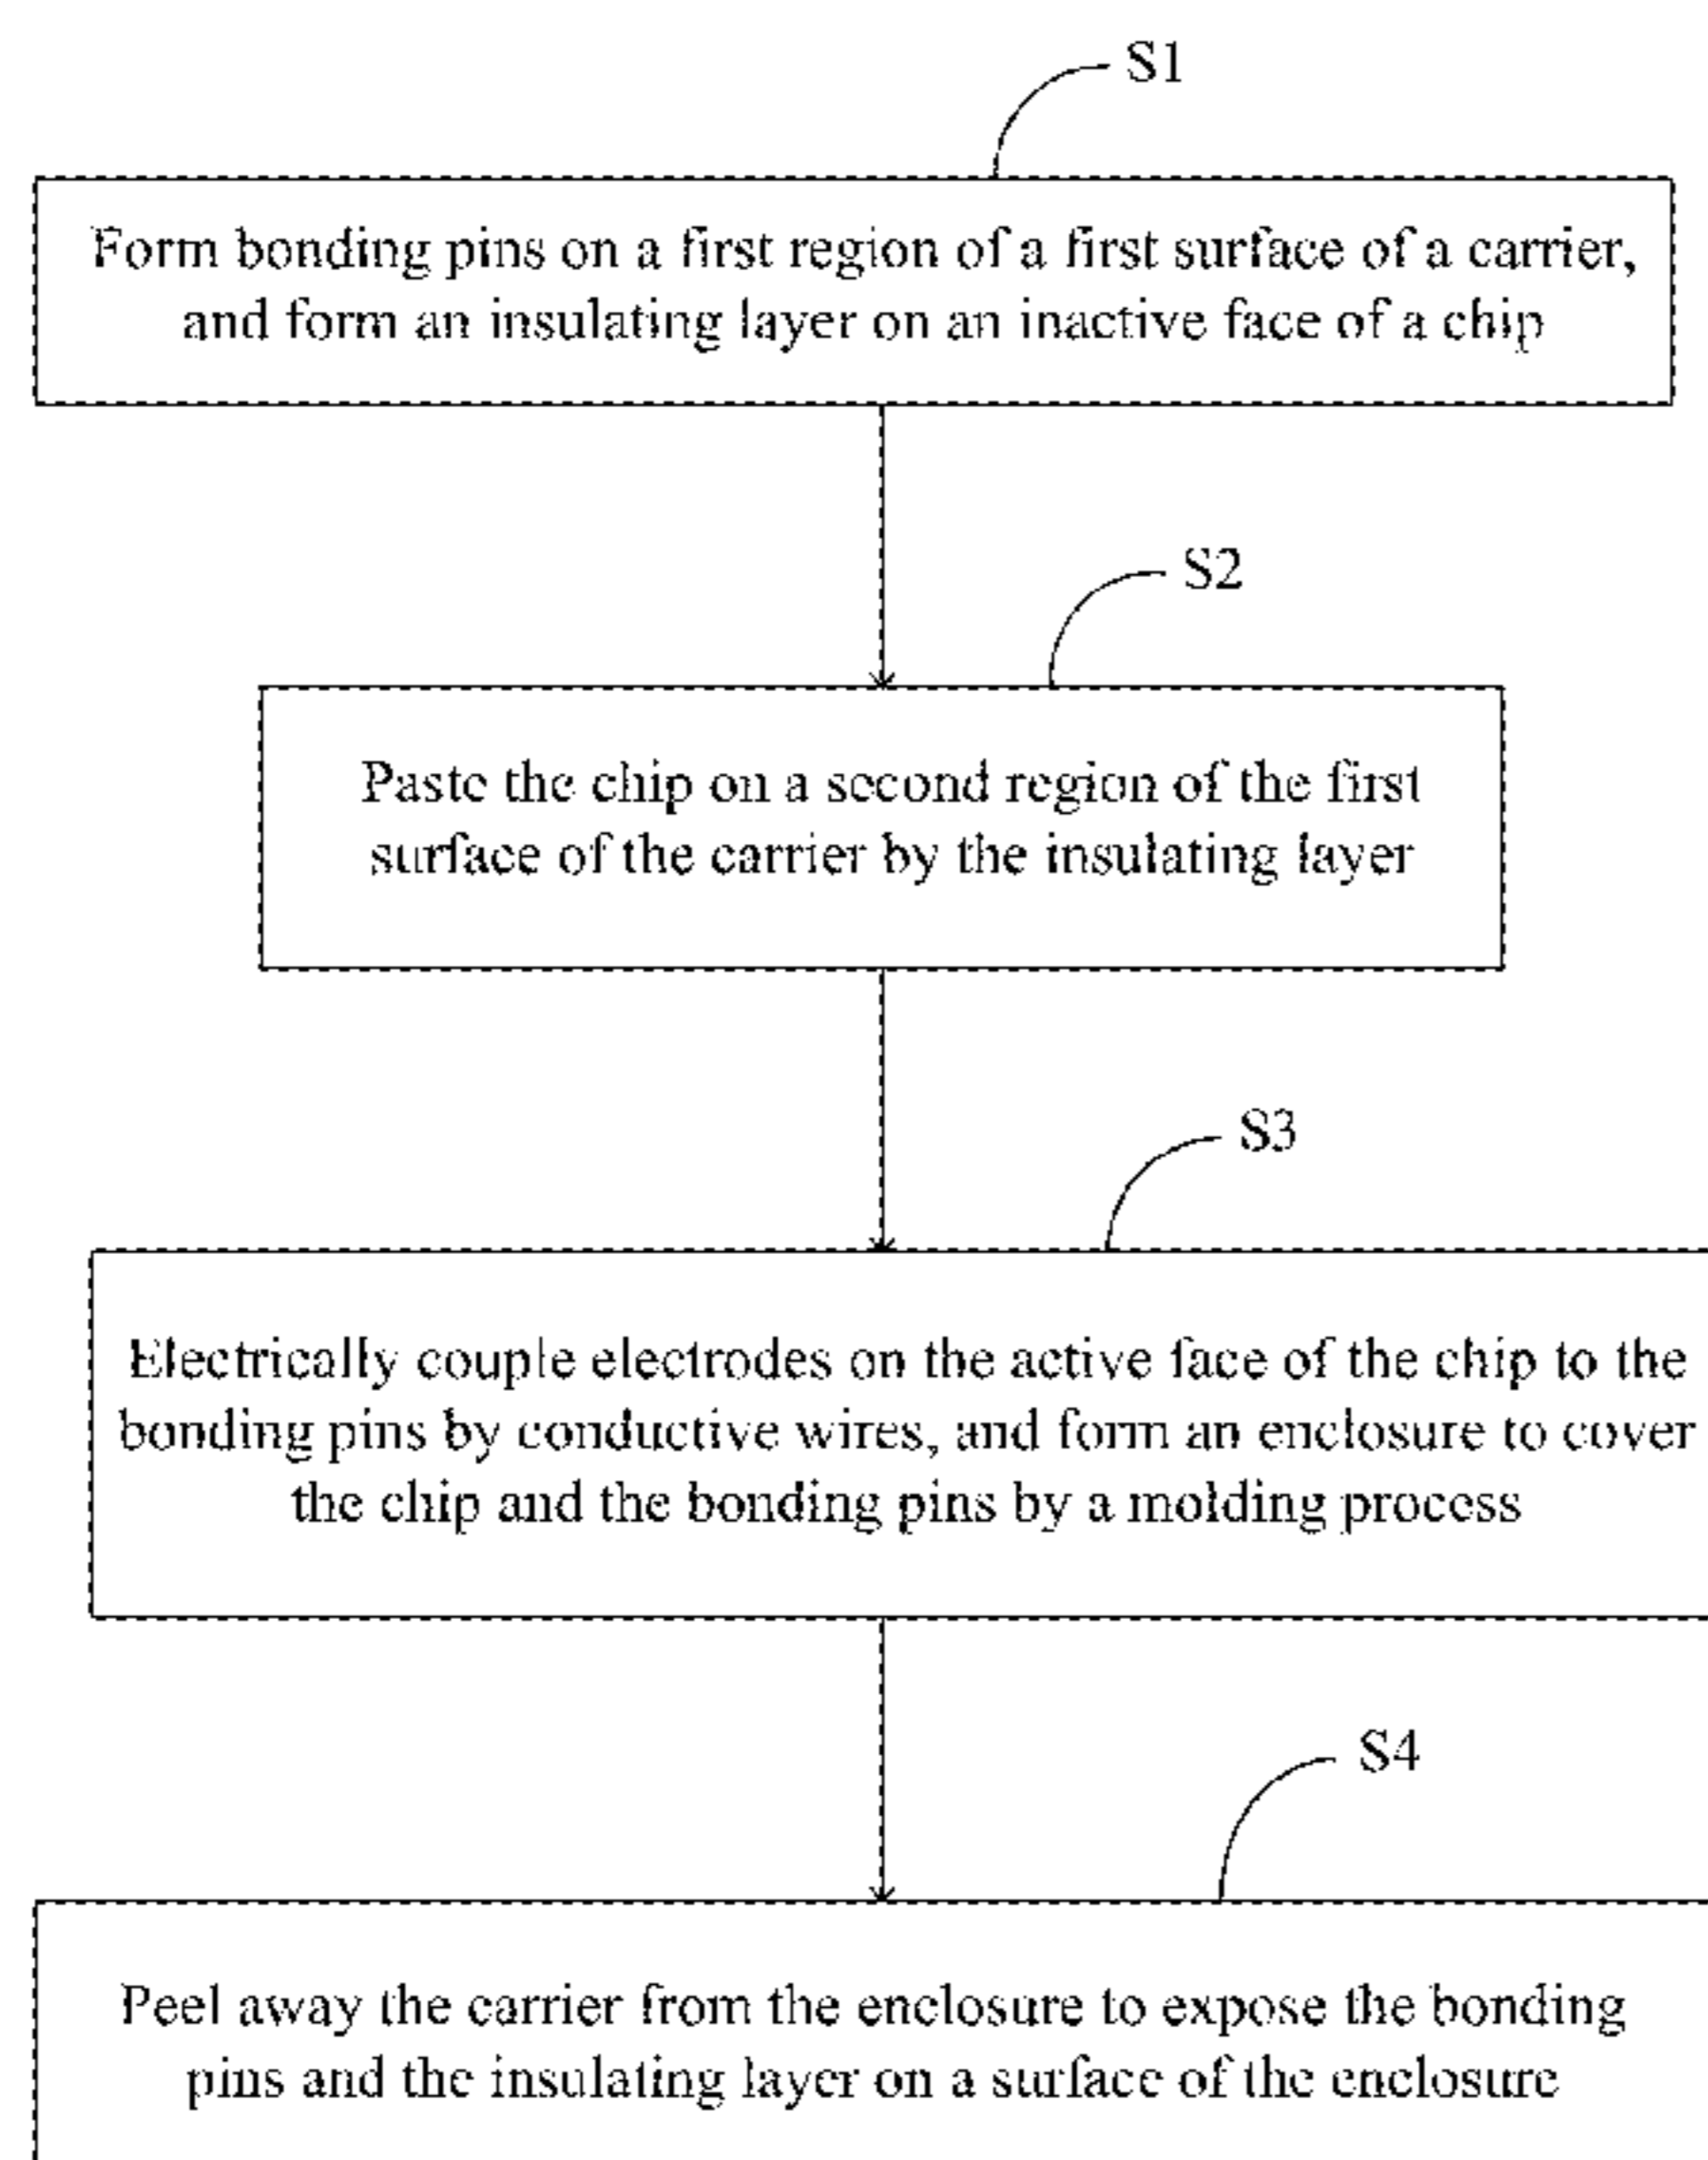 S1
Form bonding pins on a first region of a first surface of a carrier,
and form an insulating layer on an inactive face of a chip
S2
Paste the chip on a second region of the first
surface of the carrier by the insulating layer
S3
Electrically couple electrodes on the active face of the chip to the
bonding pins by conductive wires, and form an enclosure to cover
the chip and the bonding pins by a molding process
S4
Peel away the carrier from the enclosure to expose the bonding
pins and the insulating layer on a surface of the enclosure